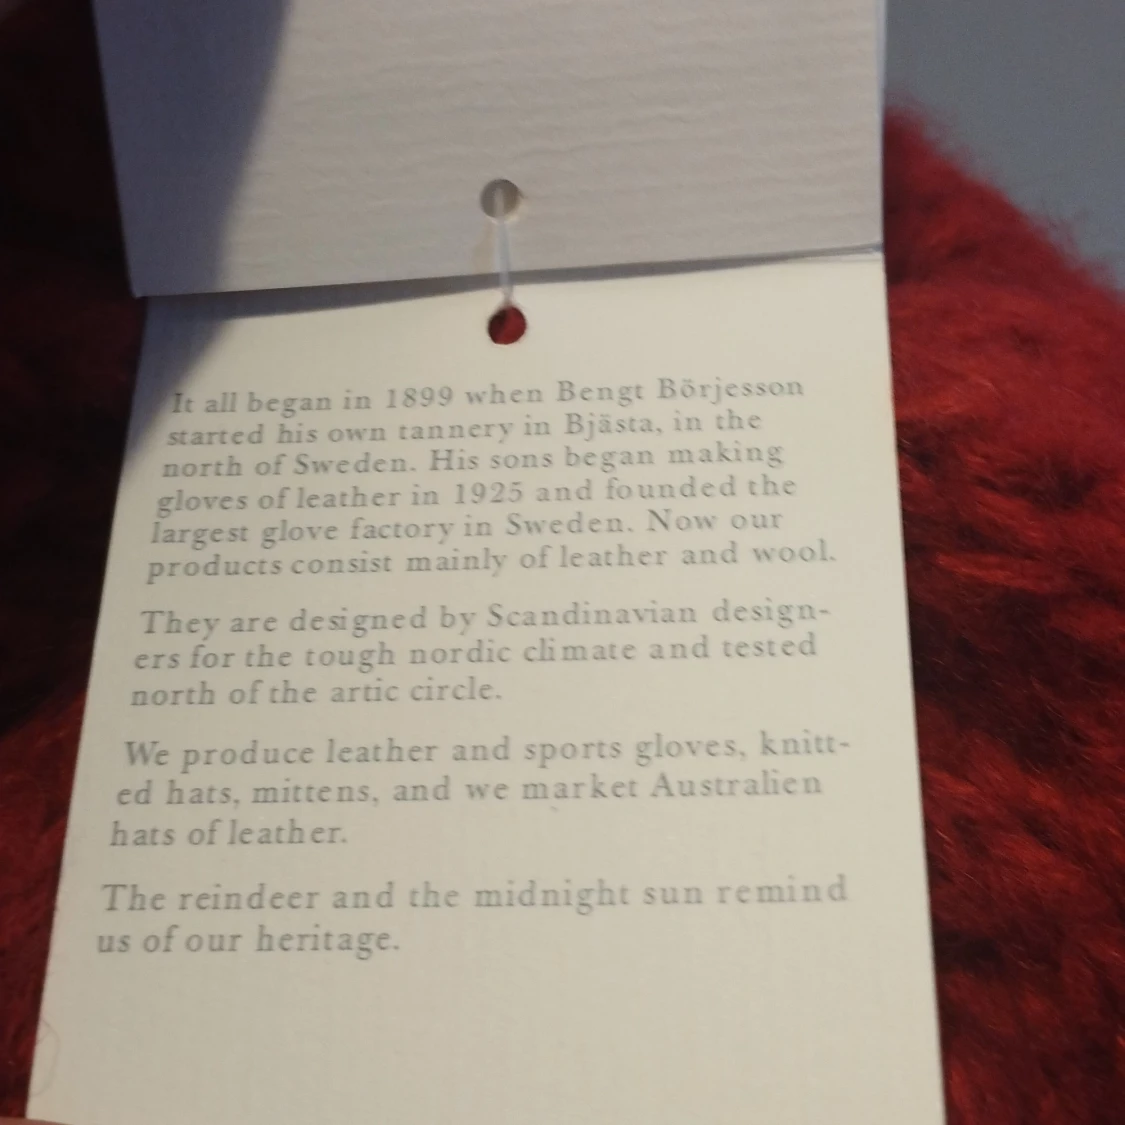 It all began in 1899 when Bengt Börjesson
started his own tannery in Bjästa, in the
north of Sweden. His sons began making
gloves of leather in 1925 and founded the
largest glove factory in Sweden. Now our
products consist mainly of leather and wool.
They are designed by Scandinavian design-
ers for the tough nordic climate and tested
north of the artic circle.
We produce leather and sports gloves, knitt-
ed hats, mittens, and we market Australien
hats of leather.
The reindeer and the midnight sun remind
us of our heritage.